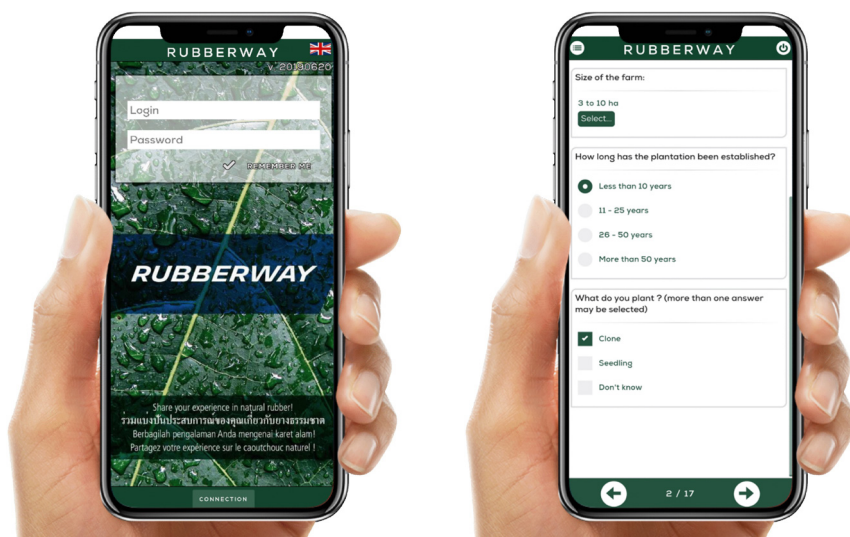 RUBBERWAY
V 20190620
Login
Password
REMEMBER ME
RUBBERWAY
Share your experience in natural rubber!
ร่วมแบ่งปันประสบการณ์ของคุณเกี่ยวกับยางธรรมชาติ
Berbagilah pengalaman Anda mengenai karet alam!
Partagez votre expérience sur le caoutchouc naturel !
CONNECTION
RUBBERWAY
Size of the farm:
3 to 10 ha
Select...
How long has the plantation been established?
Less than 10 years
11 - 25 years
26 - 50 years
More than 50 years
What do you plant ? (more than one answer
may be selected)
Clone
Seedling
Don't know
2 / 17